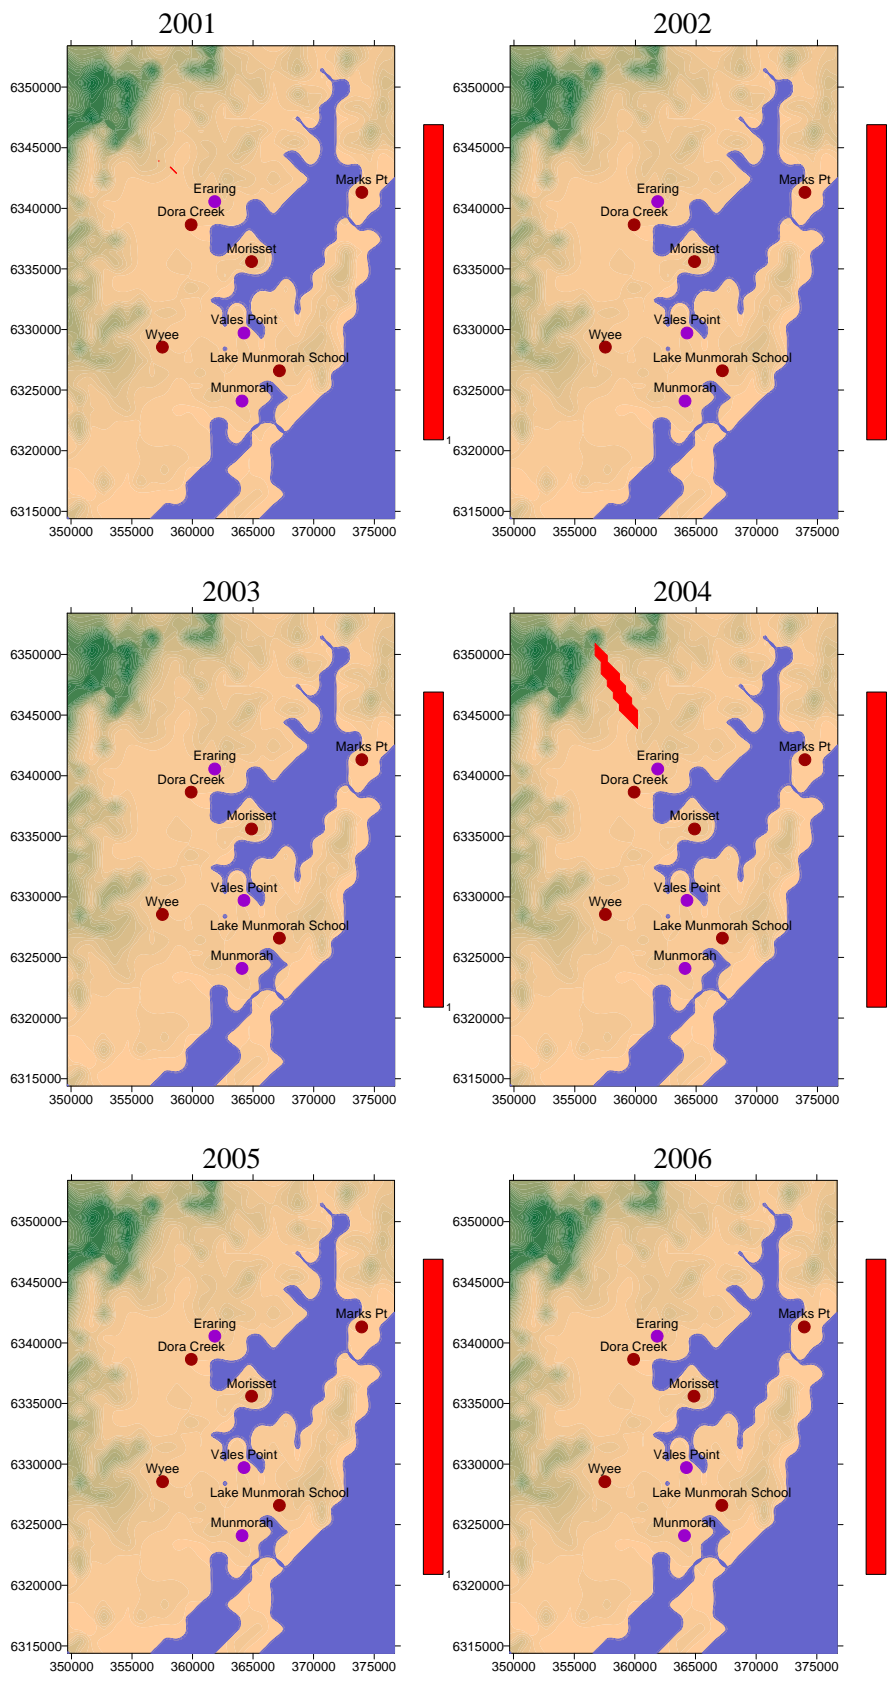 2001 2002
6350000 6350000
6345000 6345000
Marks Pt Marks Pt
Eraring Eraring
6340000 6340000
Dora Creek Dora Creek
6335000 Morisset 6335000 Morisset
6330000 Vales Point 6330000 Vales Point
Wyee Wyee
Lake Munmorah School Lake Munmorah School
6325000 6325000
Munmorah Munmorah
1
6320000 6320000
6315000 6315000
350000 355000 360000 365000 370000 375000 350000 355000 360000 365000 370000 375000
2003 2004
6350000 6350000
6345000 6345000
Marks Pt Marks Pt
Eraring Eraring
6340000 6340000
Dora Creek Dora Creek
6335000 Morisset 6335000 Morisset
6330000 Vales Point 6330000 Vales Point
Wyee Wyee
Lake Munmorah School Lake Munmorah School
6325000 6325000
Munmorah Munmorah
1
6320000 6320000
6315000 6315000
350000 355000 360000 365000 370000 375000 350000 355000 360000 365000 370000 375000
2005 2006
6350000 6350000
6345000 6345000
Marks Pt Marks Pt
Eraring Eraring
6340000 6340000
Dora Creek Dora Creek
6335000 Morisset 6335000 Morisset
6330000 Vales Point 6330000 Vales Point
Wyee Wyee
Lake Munmorah School Lake Munmorah School
6325000 6325000
Munmorah Munmorah
1
6320000 6320000
6315000 6315000
350000 355000 360000 365000 370000 375000 350000 355000 360000 365000 370000 375000